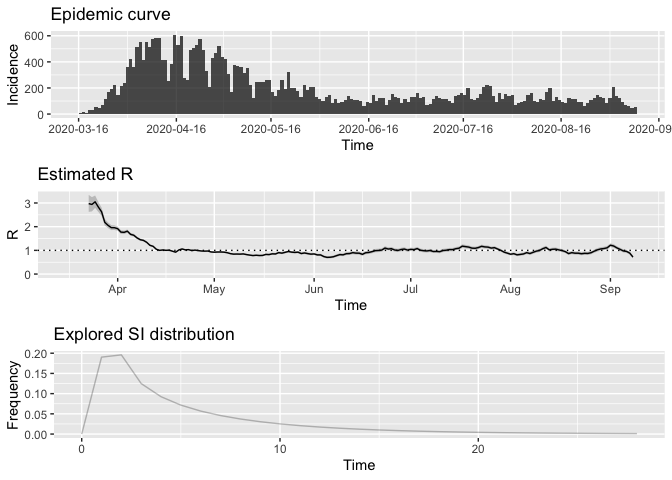 Epidemic curve
600
400
200
0
Incidence
2020-03-16 2020-04-16 2020-05-16 2020-06-16 2020-07-16 2020-08-16 2020-09
Time
Estimated R
3
2
1
0
R
Apr May Jun Jul Aug Sep
Time
Explored SI distribution
0.20
0.15
0.10
0.05
0.00
Frequency
0 10 20
Time